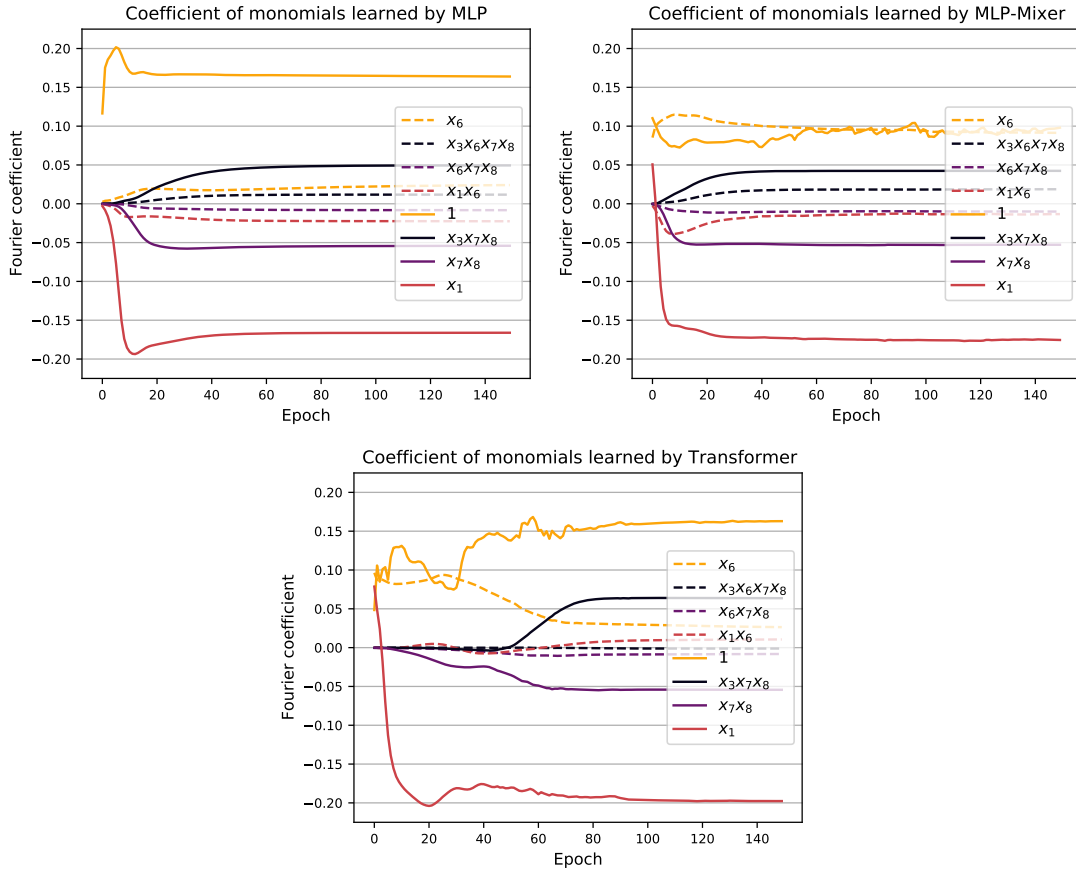 Coefficient of monomials learned by MLP
0.20
0.15
0.10
0.05
0.00
−0.05
−0.10
−0.15
−0.20
Fourier coefficient
0 20 40 60 80 100 120 140
Epoch
x₆
x₃x₆x₇x₈
x₆x₇x₈
x₁x₆
1
x₃x₇x₈
x₇x₈
x₁
Coefficient of monomials learned by MLP-Mixer
0.20
0.15
0.10
0.05
0.00
−0.05
−0.10
−0.15
−0.20
Fourier coefficient
0 20 40 60 80 100 120 140
Epoch
x₆
x₃x₆x₇x₈
x₆x₇x₈
x₁x₆
1
x₃x₇x₈
x₇x₈
x₁
Coefficient of monomials learned by Transformer
0.20
0.15
0.10
0.05
0.00
−0.05
−0.10
−0.15
−0.20
Fourier coefficient
0 20 40 60 80 100 120 140
Epoch
x₆
x₃x₆x₇x₈
x₆x₇x₈
x₁x₆
1
x₃x₇x₈
x₇x₈
x₁